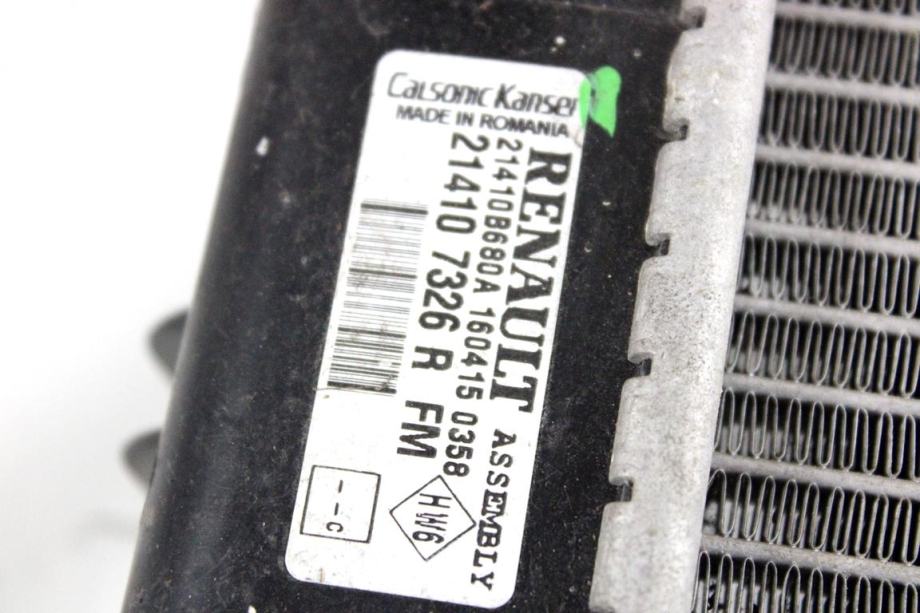 Calsonic Kansei
MADE IN ROMANIA
RENAULT ASSEMBLY
21410B680A 160415 0358
21410 7326 R FM
HW6
--c